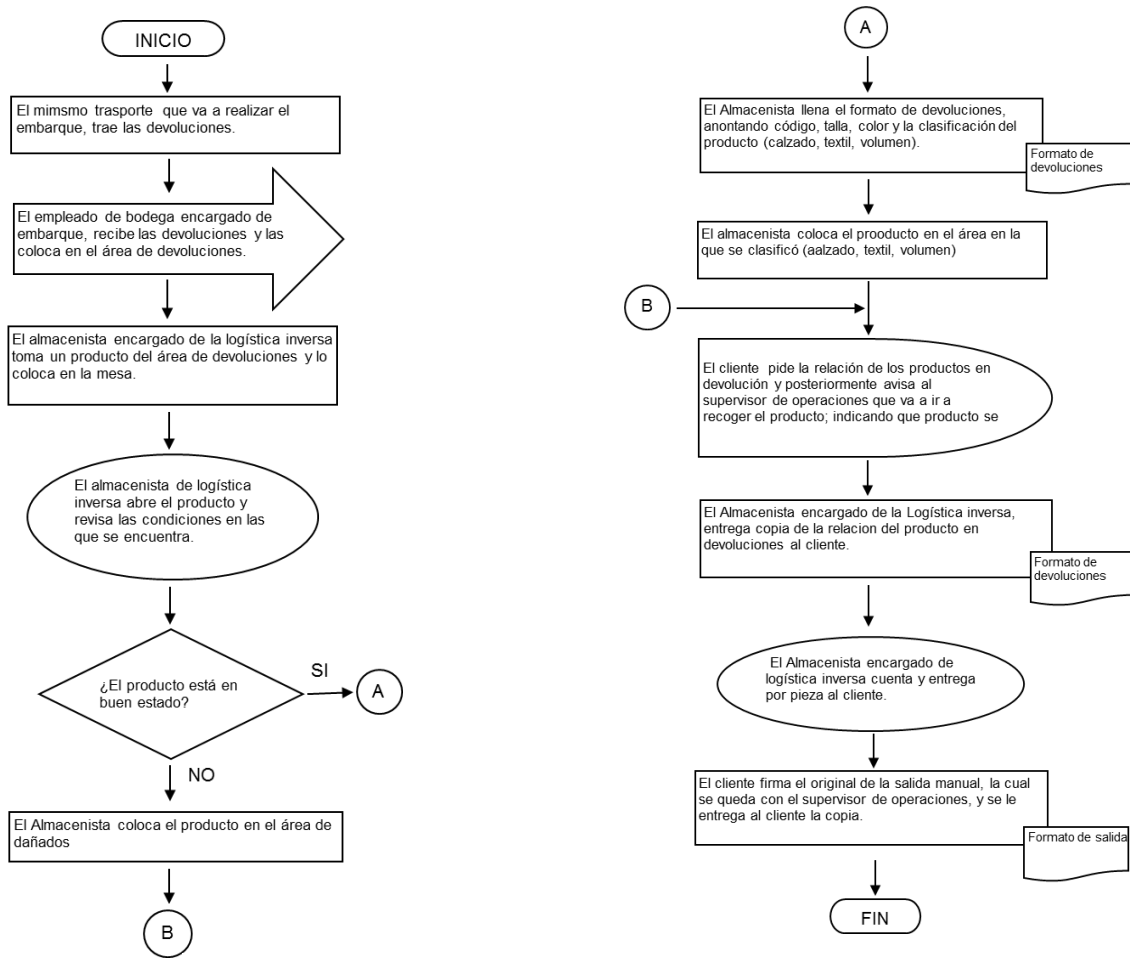 INICIO
El mimsmo trasporte que va a realizar el
embarque, trae las devoluciones.
El empleado de bodega encargado de
embarque, recibe las devoluciones y las
coloca en el área de devoluciones.
El almacenista encargado de la logística inversa
toma un producto del área de devoluciones y lo
coloca en la mesa.
El almacenista de logística
inversa abre el producto y
revisa las condiciones en las
que se encuentra.
¿El producto está en
buen estado?
SI
A
NO
El Almacenista coloca el producto en el área de
dañados
B
A
El Almacenista llena el formato de devoluciones,
anontando código, talla, color y la clasificación del
producto (calzado, textil, volumen).
Formato de
devoluciones
El almacenista coloca el proooducto en el área en la
que se clasificó (aalzado, textil, volumen)
B
El cliente pide la relación de los productos en
devolución y posteriormente avisa al
supervisor de operaciones que va a ir a
recoger el producto; indicando que producto se
El Almacenista encargado de la Logística inversa,
entrega copia de la relacion del producto en
devoluciones al cliente.
Formato de
devoluciones
El Almacenista encargado de
logística inversa cuenta y entrega
por pieza al cliente.
El cliente firma el original de la salida manual, la cual
se queda con el supervisor de operaciones, y se le
entrega al cliente la copia.
Formato de salida
FIN